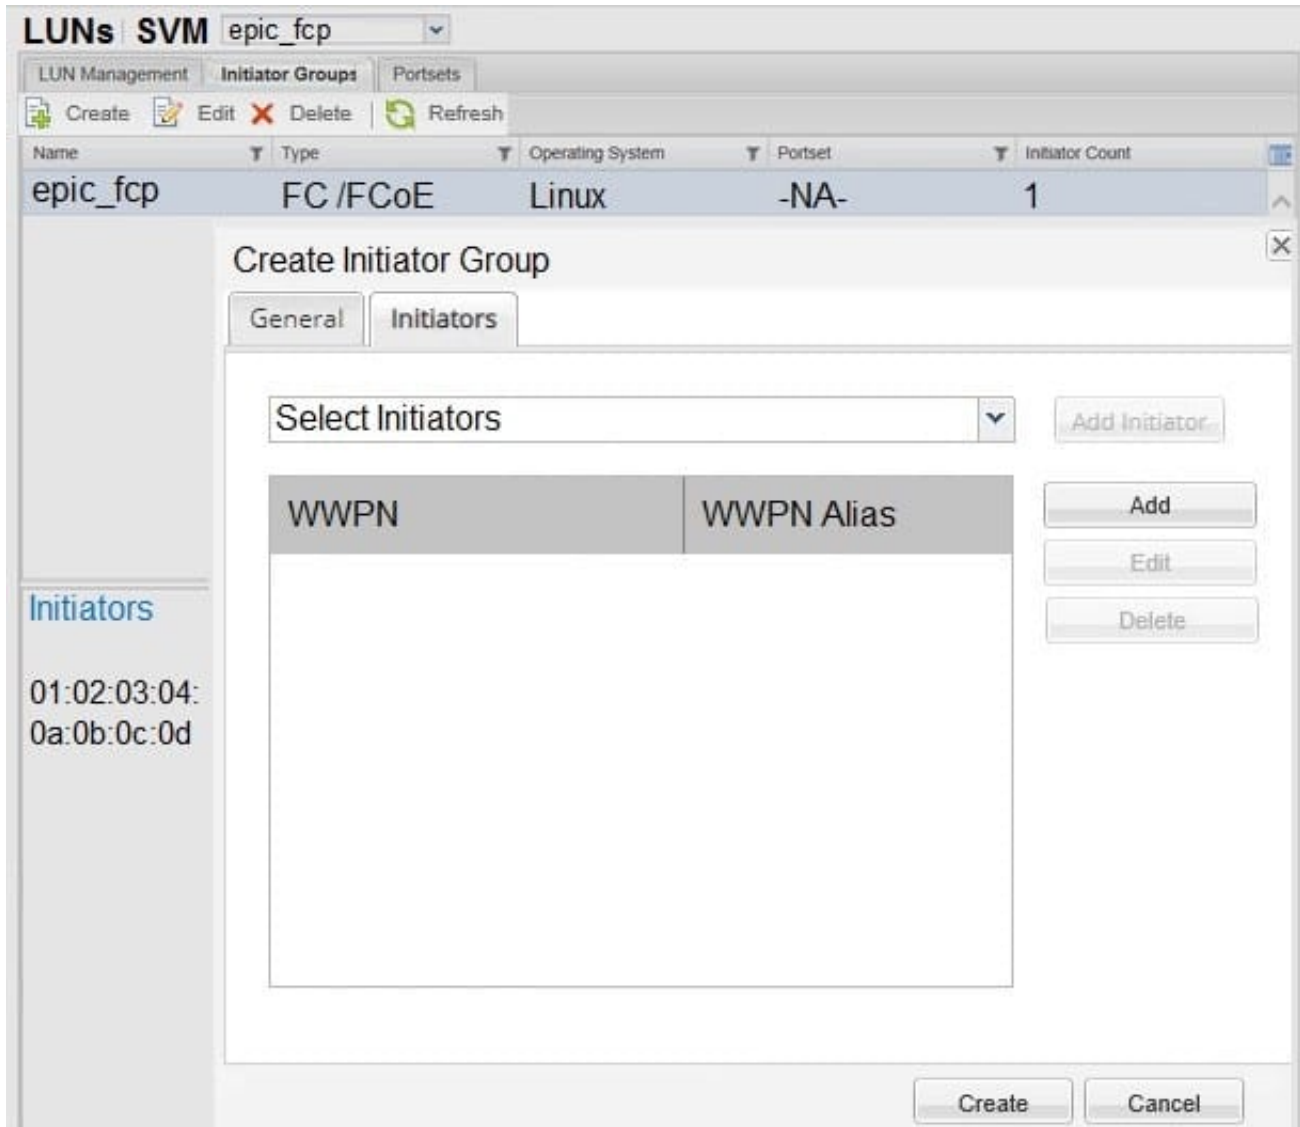 LUNs SVM epic_fcp
LUN Management Initiator Groups Portsets
Create Edit Delete Refresh
Name Type Operating System Portset Initiator Count
epic_fcp FC /FCoE Linux -NA- 1
Create Initiator Group
General Initiators
Select Initiators Add Initiator
WWPN WWPN Alias
Add
Edit
Delete
Initiators
01:02:03:04:
0a:0b:0c:0d
Create Cancel